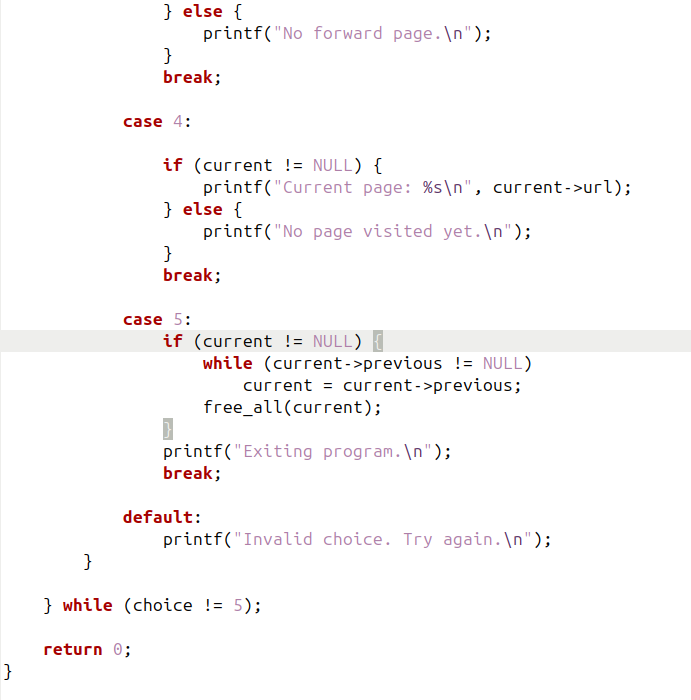 } else {
printf("No forward page.\n");
}
break;
case 4:
if (current != NULL) {
printf("Current page: %s\n", current->url);
} else {
printf("No page visited yet.\n");
}
break;
case 5:
if (current != NULL) {
while (current->previous != NULL)
current = current->previous;
free_all(current);
}
printf("Exiting program.\n");
break;
default:
printf("Invalid choice. Try again.\n");
}
} while (choice != 5);
return 0;
}